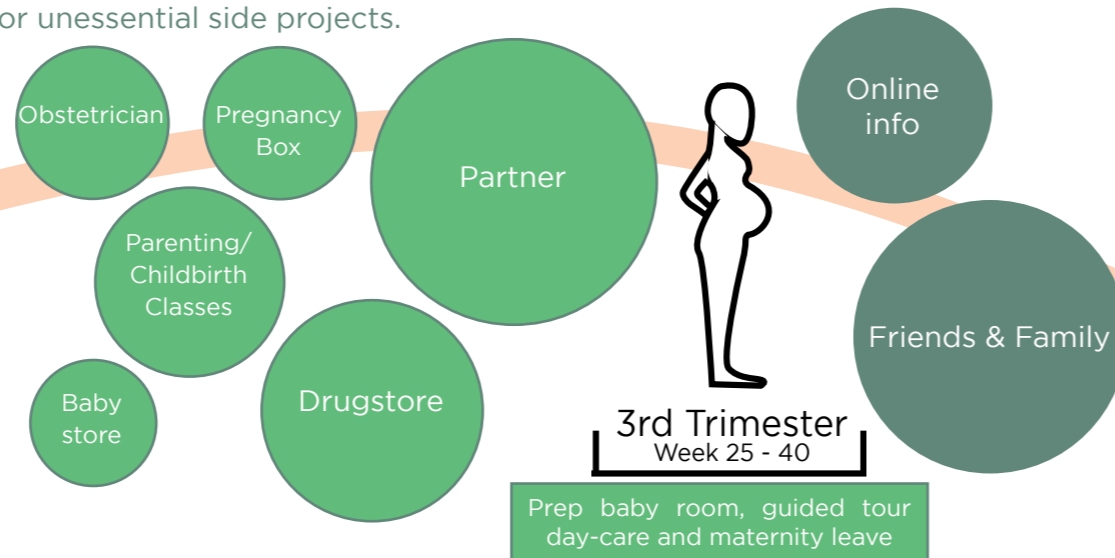 or unessential side projects.
Obstetrician
Pregnancy
Box
Partner
Online
info
Parenting/
Childbirth
Classes
Friends & Family
Baby
store
Drugstore
3rd Trimester
Week 25 - 40
Prep baby room, guided tour
day-care and maternity leave